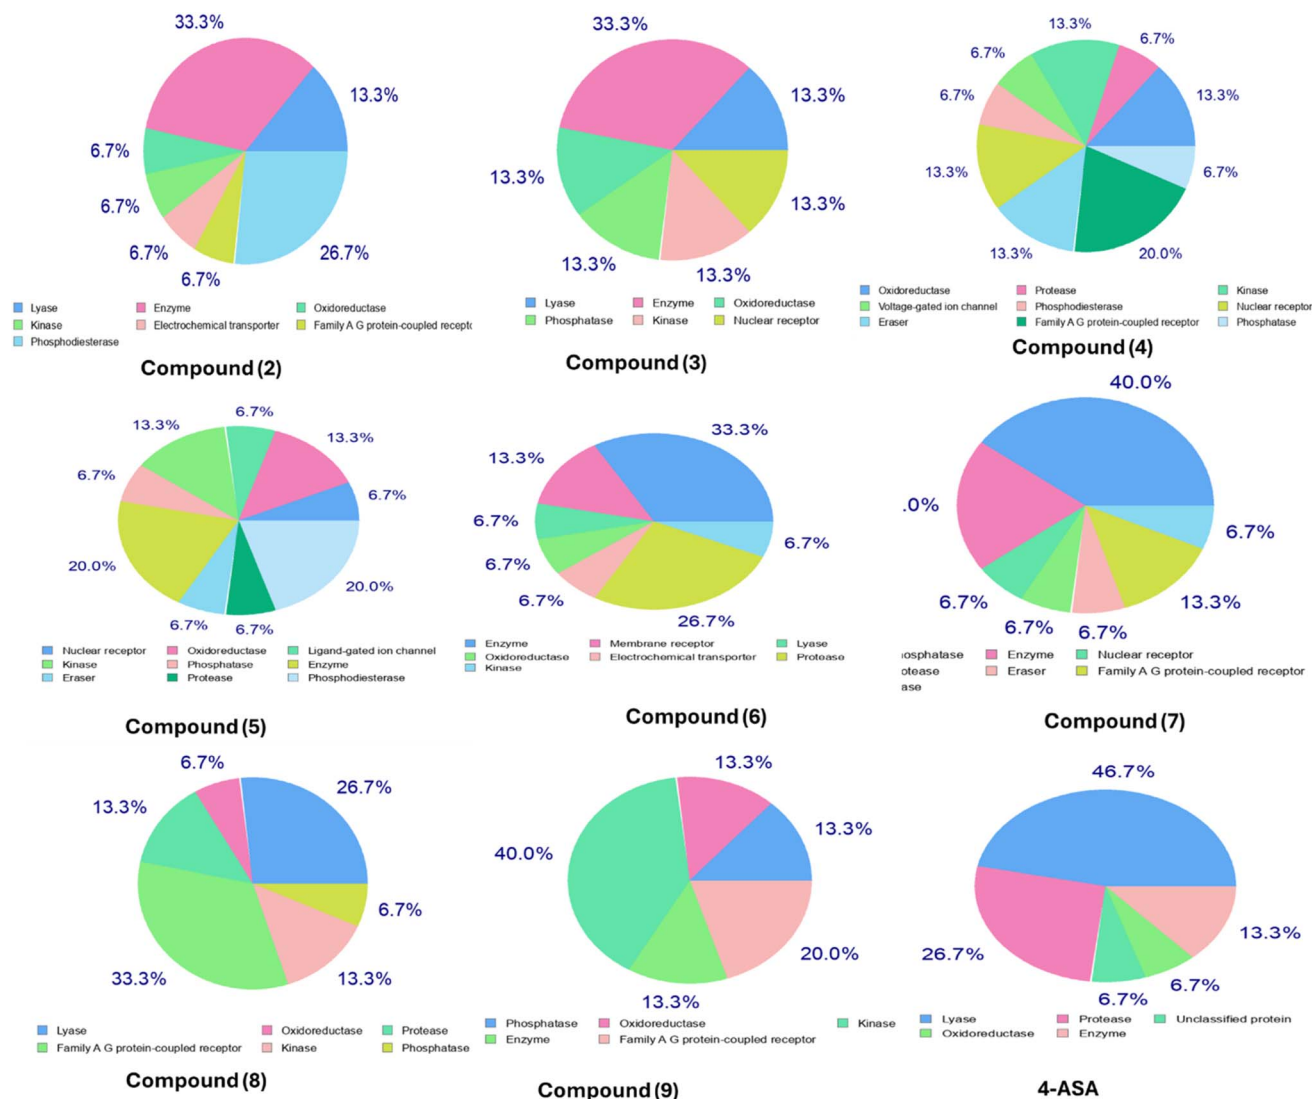 33.3%
13.3%
6.7%
6.7%
6.7%
6.7%
26.7%
Lyase Enzyme Oxidoreductase
Kinase Electrochemical transporter Family A G protein-coupled recepto
Phosphodiesterase
Compound (2)
33.3%
13.3%
13.3%
13.3%
13.3%
13.3%
Lyase Enzyme Oxidoreductase
Phosphatase Kinase Nuclear receptor
Compound (3)
13.3%
6.7%
6.7%
6.7%
13.3%
13.3%
6.7%
13.3%
20.0%
Oxidoreductase Protease Kinase
Voltage-gated ion channel Phosphodiesterase Nuclear receptor
Eraser Family A G protein-coupled receptor Phosphatase
Compound (4)
6.7%
13.3%
13.3%
6.7%
6.7%
20.0%
20.0%
6.7%
6.7%
Nuclear receptor Oxidoreductase Ligand-gated ion channel
Kinase Phosphatase Enzyme
Eraser Protease Phosphodiesterase
Compound (5)
33.3%
13.3%
6.7%
6.7%
6.7%
6.7%
26.7%
Enzyme Membrane receptor Lyase
Oxidoreductase Electrochemical transporter Protease
Kinase
Compound (6)
40.0%
.0%
6.7%
6.7%
13.3%
6.7%
6.7%
osphatase Enzyme Nuclear receptor
otease Eraser Family A G protein-coupled receptor
ase
Compound (7)
6.7%
26.7%
13.3%
6.7%
33.3%
13.3%
Lyase Oxidoreductase Protease
Family A G protein-coupled receptor Kinase Phosphatase
Compound (8)
13.3%
13.3%
40.0%
20.0%
13.3%
Phosphatase Oxidoreductase Kinase
Enzyme Family A G protein-coupled receptor
Compound (9)
46.7%
13.3%
26.7%
6.7%
6.7%
Lyase Protease Unclassified protein
Oxidoreductase Enzyme
4-ASA